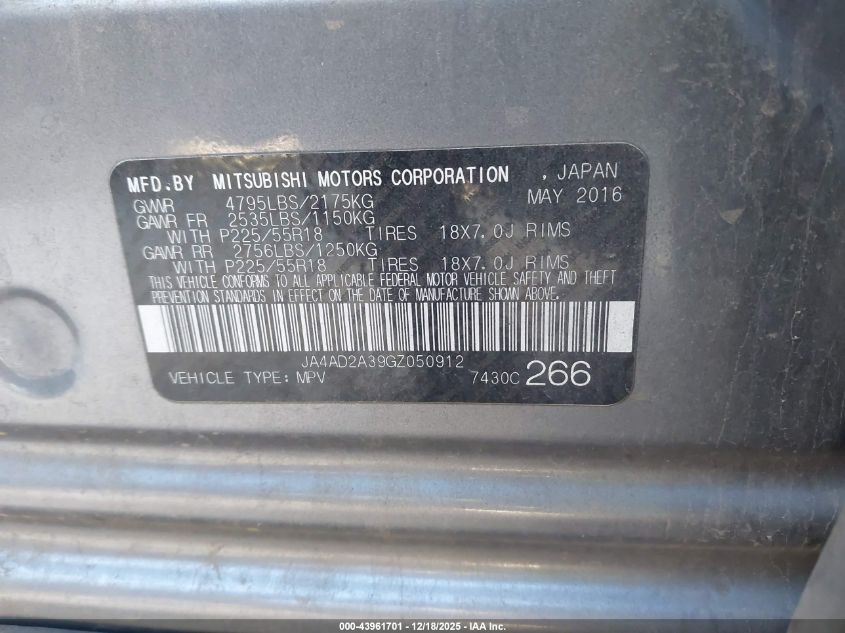 MFD.BY MITSUBISHI MOTORS CORPORATION , JAPAN
GVWR 4795LBS/2175KG MAY 2016
GAWR FR 2535LBS/1150KG
WITH P225/55R18 TIRES 18X7.0J RIMS
GAWR RR 2756LBS/1250KG
WITH P225/55R18 TIRES 18X7.0J RIMS
THIS VEHICLE CONFORMS TO ALL APPLICABLE FEDERAL MOTOR VEHICLE SAFETY AND THEFT
PREVENTION STANDARDS IN EFFECT ON THE DATE OF MANUFACTURE SHOWN ABOVE.
JA4AD2A39GZ050912
VEHICLE TYPE: MPV 7430C 266
000-43961701 - 12/18/2025 - IAA Inc.